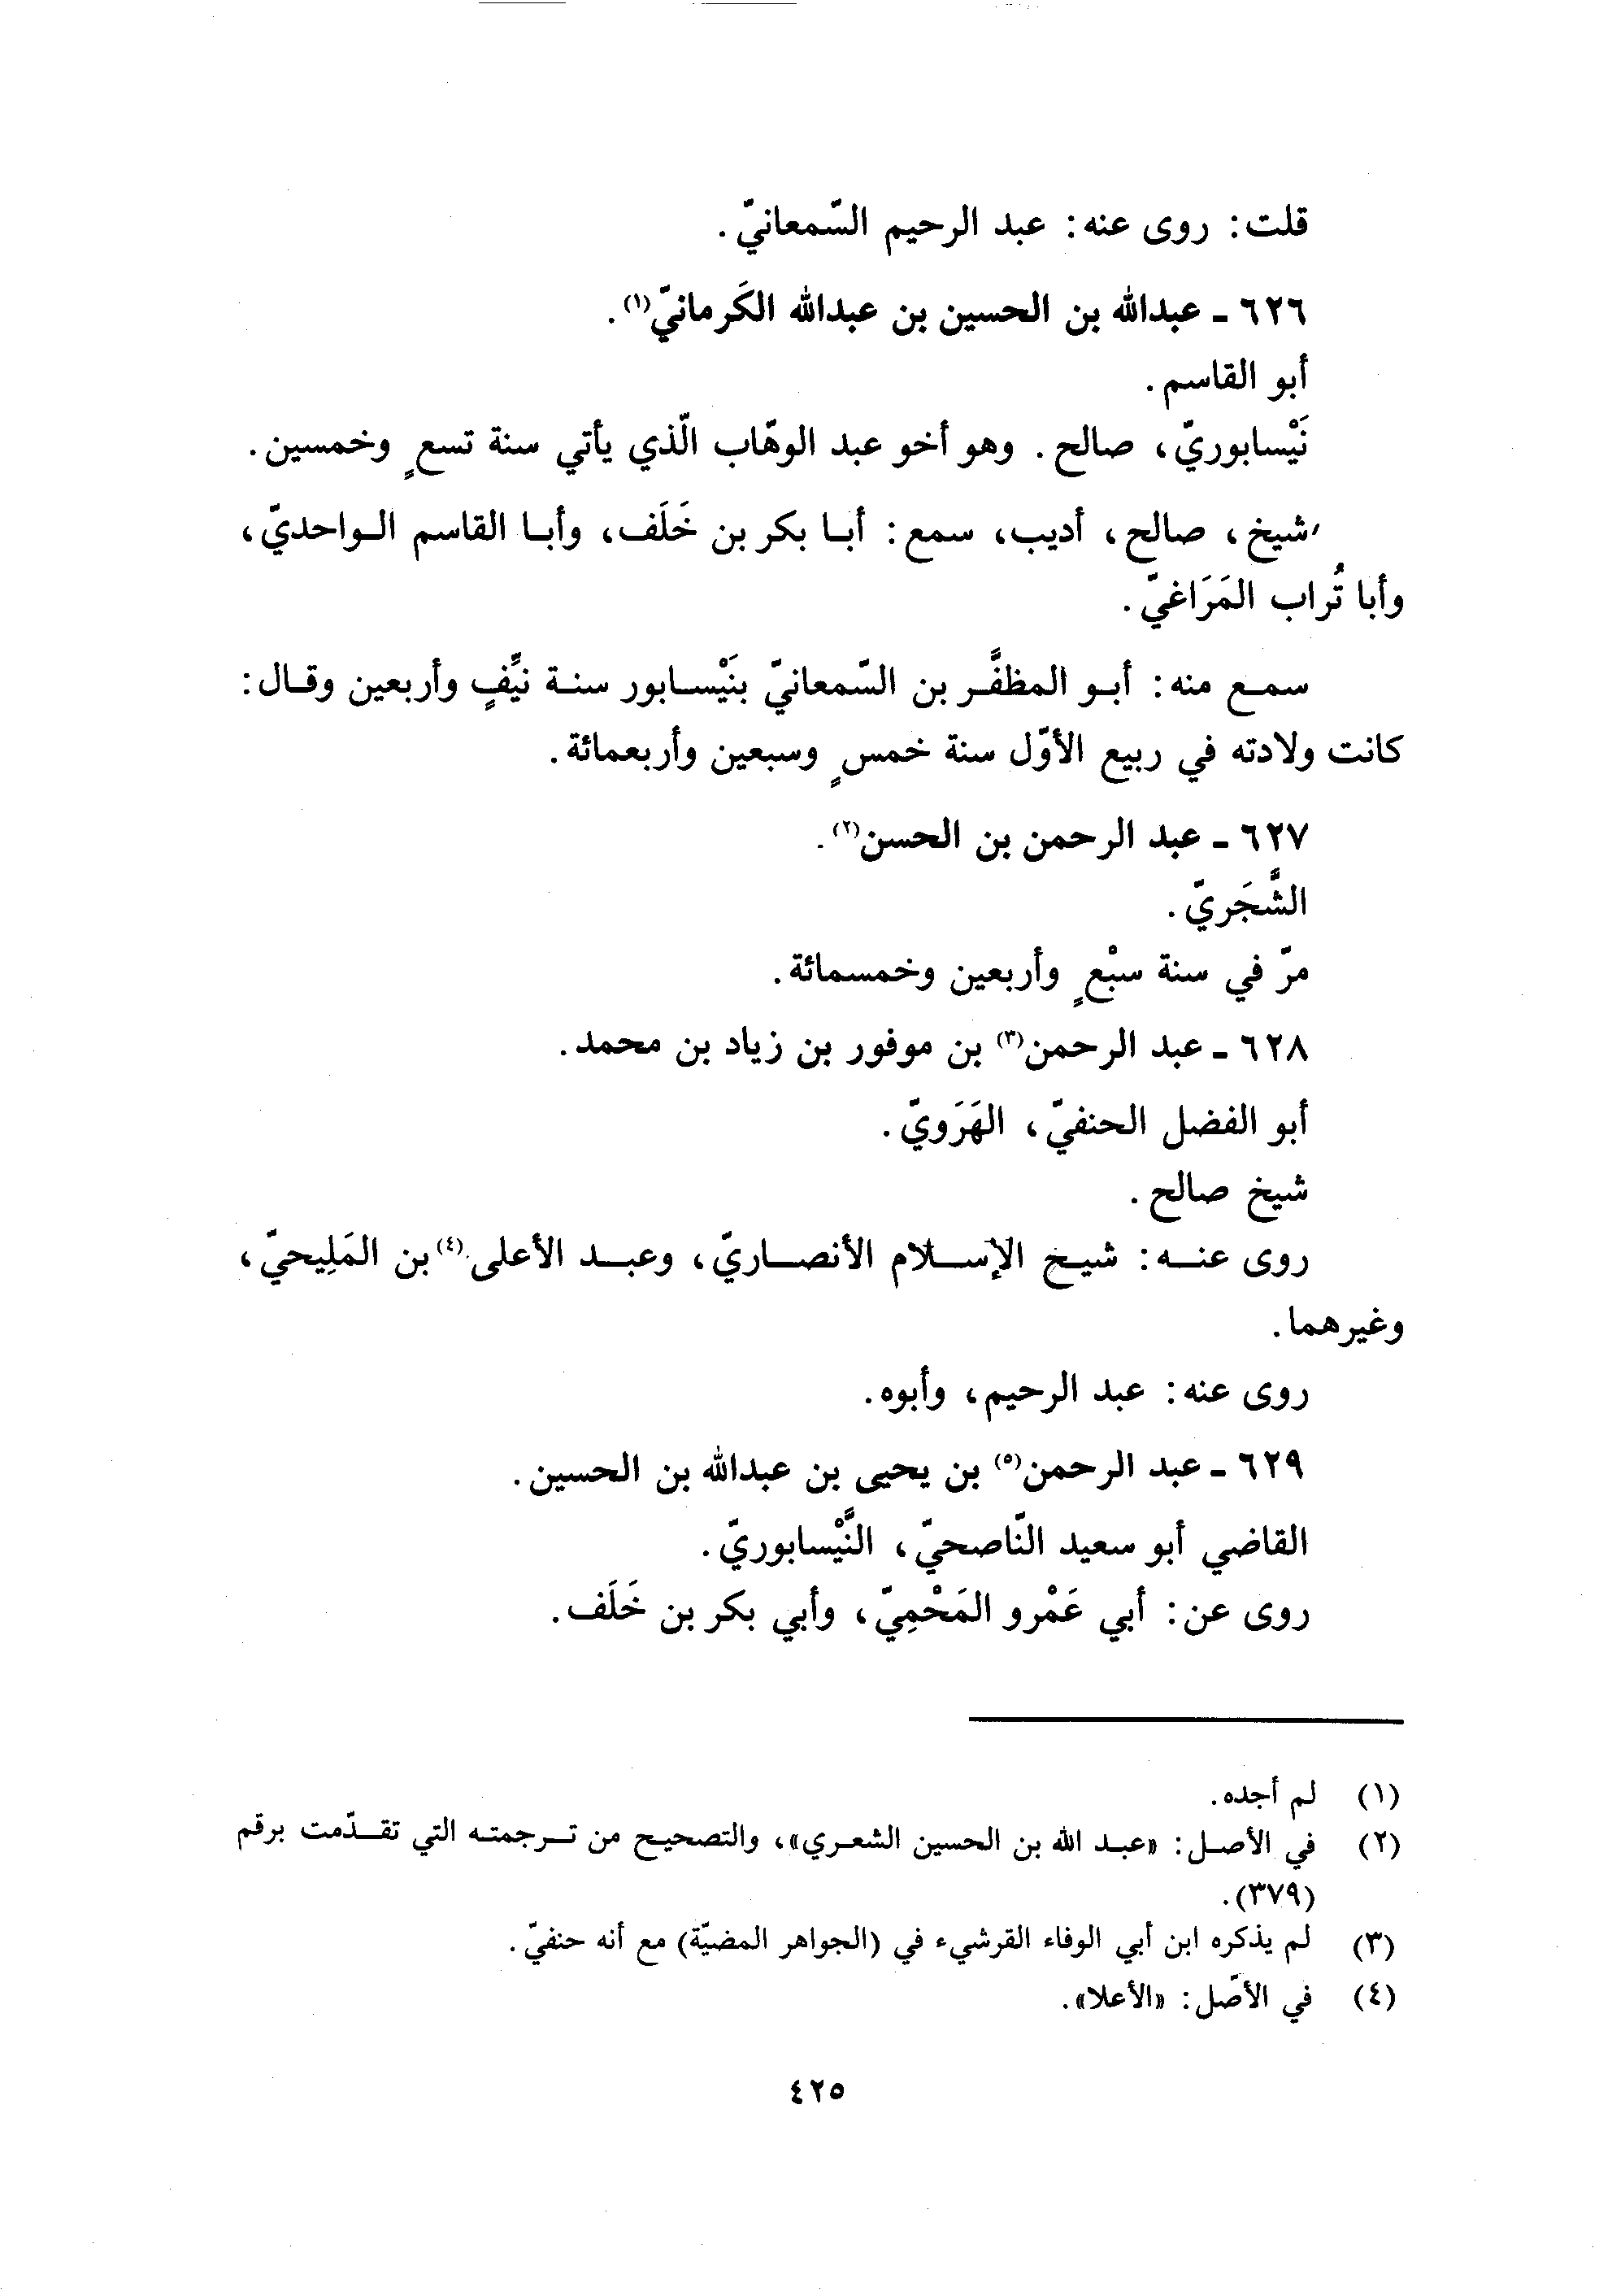 قلت: روى عنه: عبد الرحيم السّمعانيّ.
٦٢٦ ـ عبدالله بن الحسين بن عبدالله الكَرمانيّ(١).
أبو القاسم.
نَيْسابوريّ، صالح. وهو أخو عبد الوهّاب الّذي يأتي سنة تسعٍ وخمسين.
شيخ، صالح، أديب، سمع: أبا بكر بن خَلَف، وأبا القاسم الواحديّ،
وأبا تُراب المَرَاغيّ.
سمع منه: أبو المظفَّر بن السّمعانيّ بنَيْسابور سنة نيِّفٍ وأربعين وقال:
كانت ولادته في ربيع الأوّل سنة خمسٍ وسبعين وأربعمائة.
٦٢٧ ـ عبد الرحمن بن الحسن(٢).
الشَّجَريّ.
مرّ في سنة سبْعٍ وأربعين وخمسمائة.
٦٢٨ ـ عبد الرحمن(٣) بن موفور بن زياد بن محمد.
أبو الفضل الحنفيّ، الهَرَويّ.
شيخ صالح.
روى عنه: شيخ الإسلام الأنصاريّ، وعبد الأعلى(٤) بن المَلِيحيّ،
وغيرهما.
روى عنه: عبد الرحيم، وأبوه.
٦٢٩ ـ عبد الرحمن(٥) بن يحيى بن عبدالله بن الحسين.
القاضي أبو سعيد النّاصحيّ، النَّيْسابوريّ.
روى عن: أبي عَمْرو المَحْمِيّ، وأبي بكر بن خَلَف.
(١) لم أجده.
(٢) في الأصل: «عبد الله بن الحسين الشعري»، والتصحيح من ترجمته التي تقدّمت برقم
(٣٧٩).
(٣) لم يذكره ابن أبي الوفاء القرشيء في (الجواهر المضيّة) مع أنه حنفيّ.
(٤) في الأصل: «الأعلا».
٤٢٥